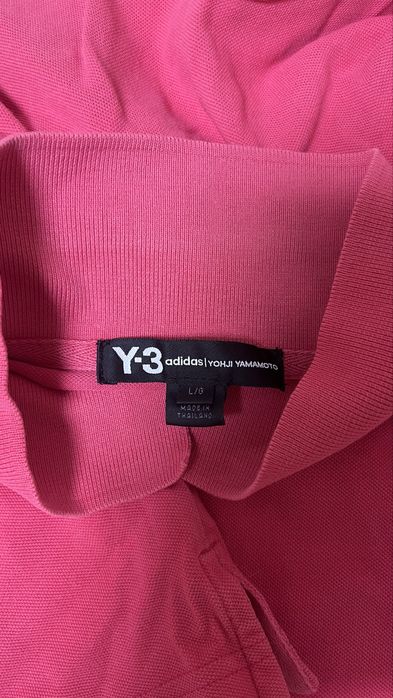 Y-3 adidas | YOHJI YAMAMOTO
L/G
MADE IN
THAILAND